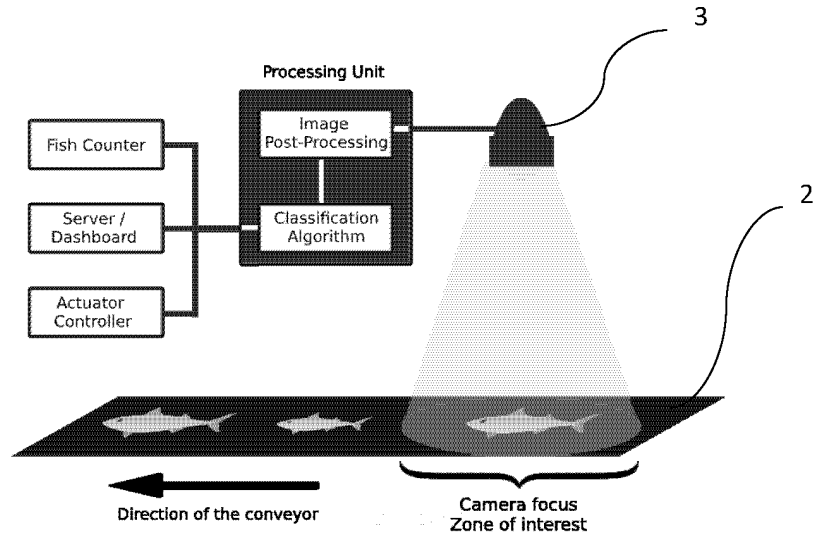 3
Processing Unit
Image
Post-Processing
Fish Counter
2
Server /
Dashboard
Classification
Algorithm
Actuator
Controller
Direction of the conveyor
Camera focus
Zone of interest